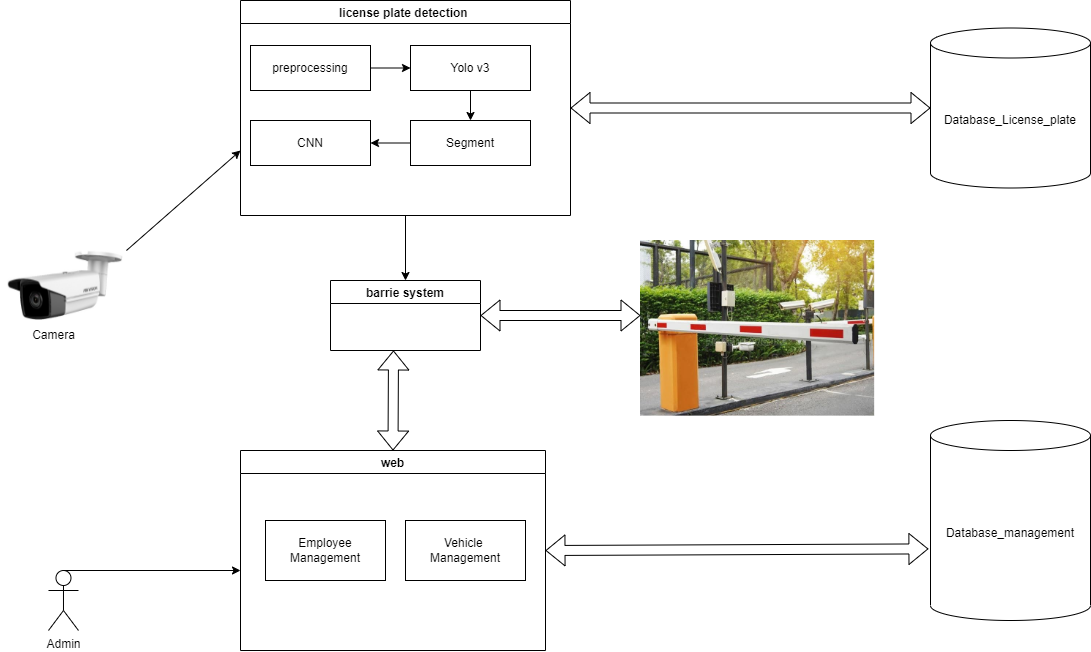 license plate detection
preprocessing
Yolo v3
CNN
Segment
Database_License_plate
Camera
barrie system
web
Employee
Management
Vehicle
Management
Database_management
Admin